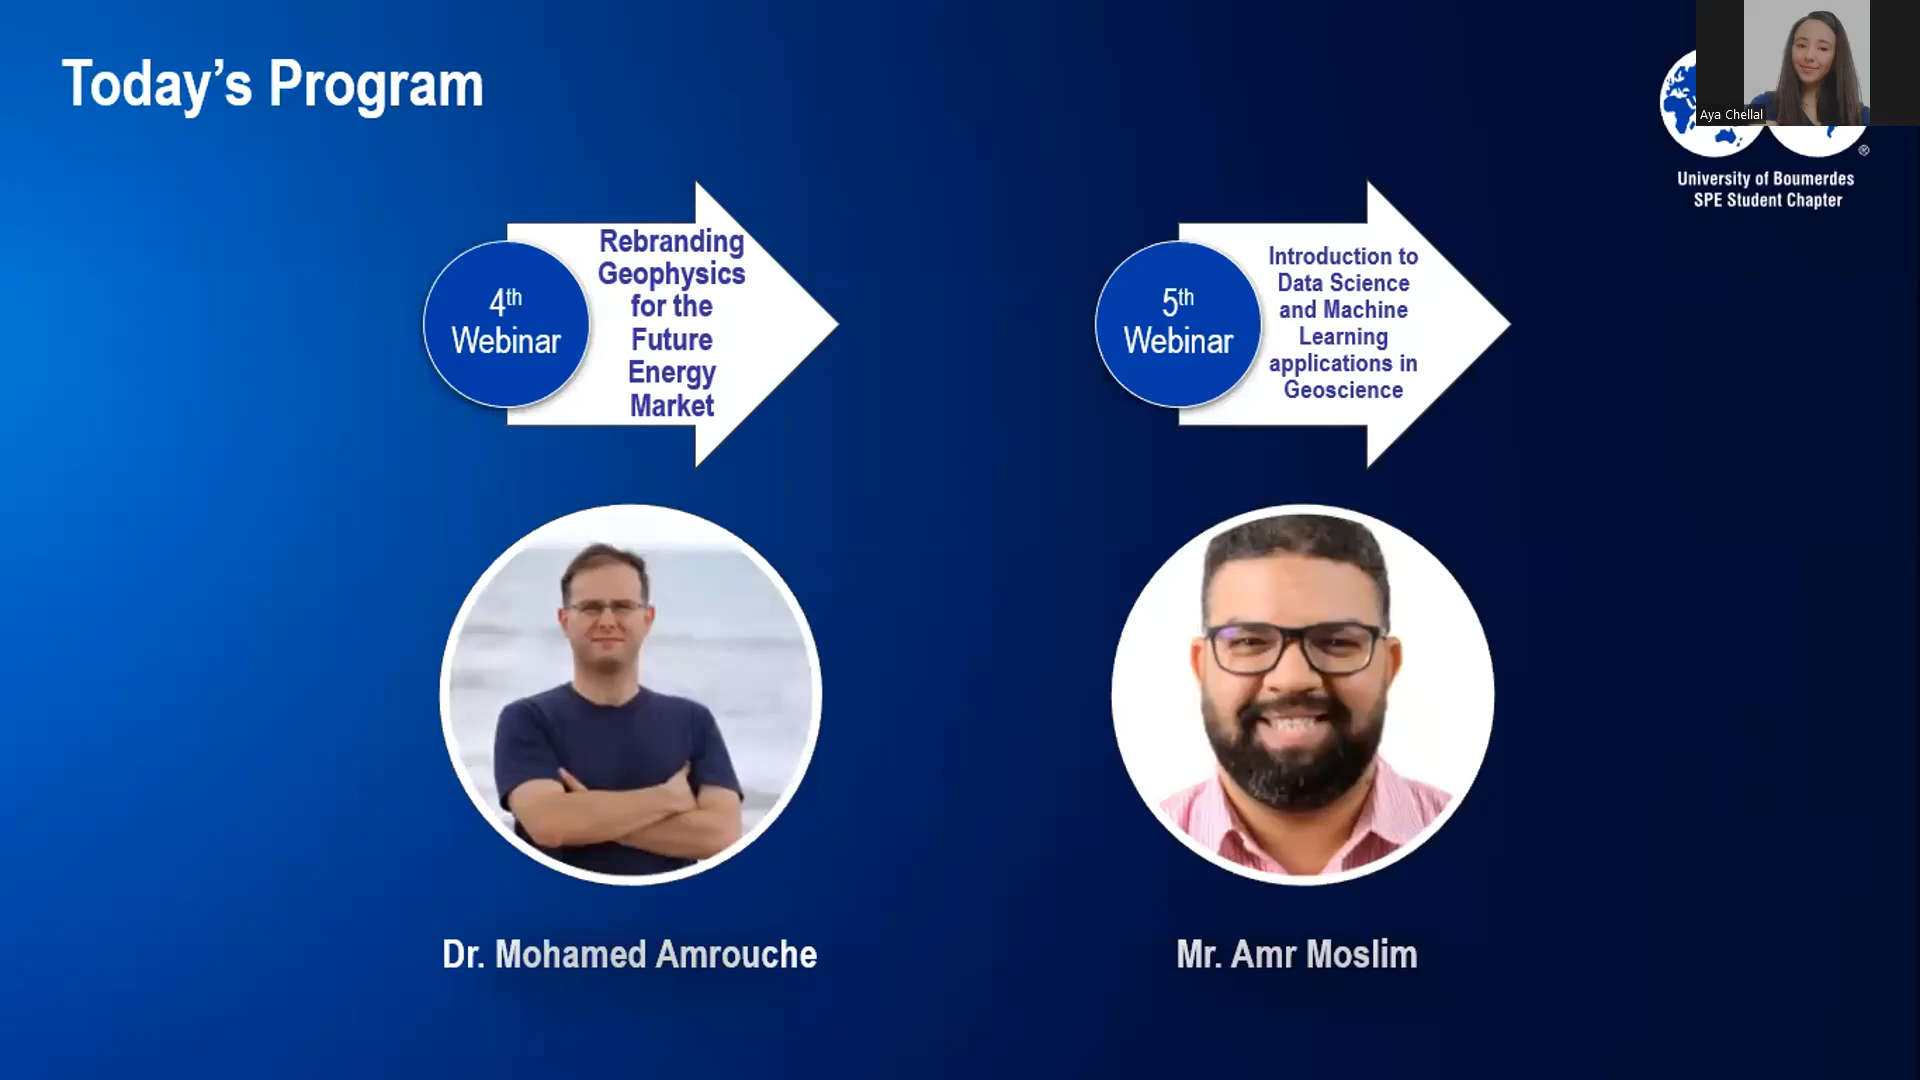 Today’s Program
Aya Chellal
®
University of Boumerdes
SPE Student Chapter
4th
Webinar
Rebranding
Geophysics
for the
Future
Energy
Market
5th
Webinar
Introduction to
Data Science
and Machine
Learning
applications in
Geoscience
Dr. Mohamed Amrouche
Mr. Amr Moslim